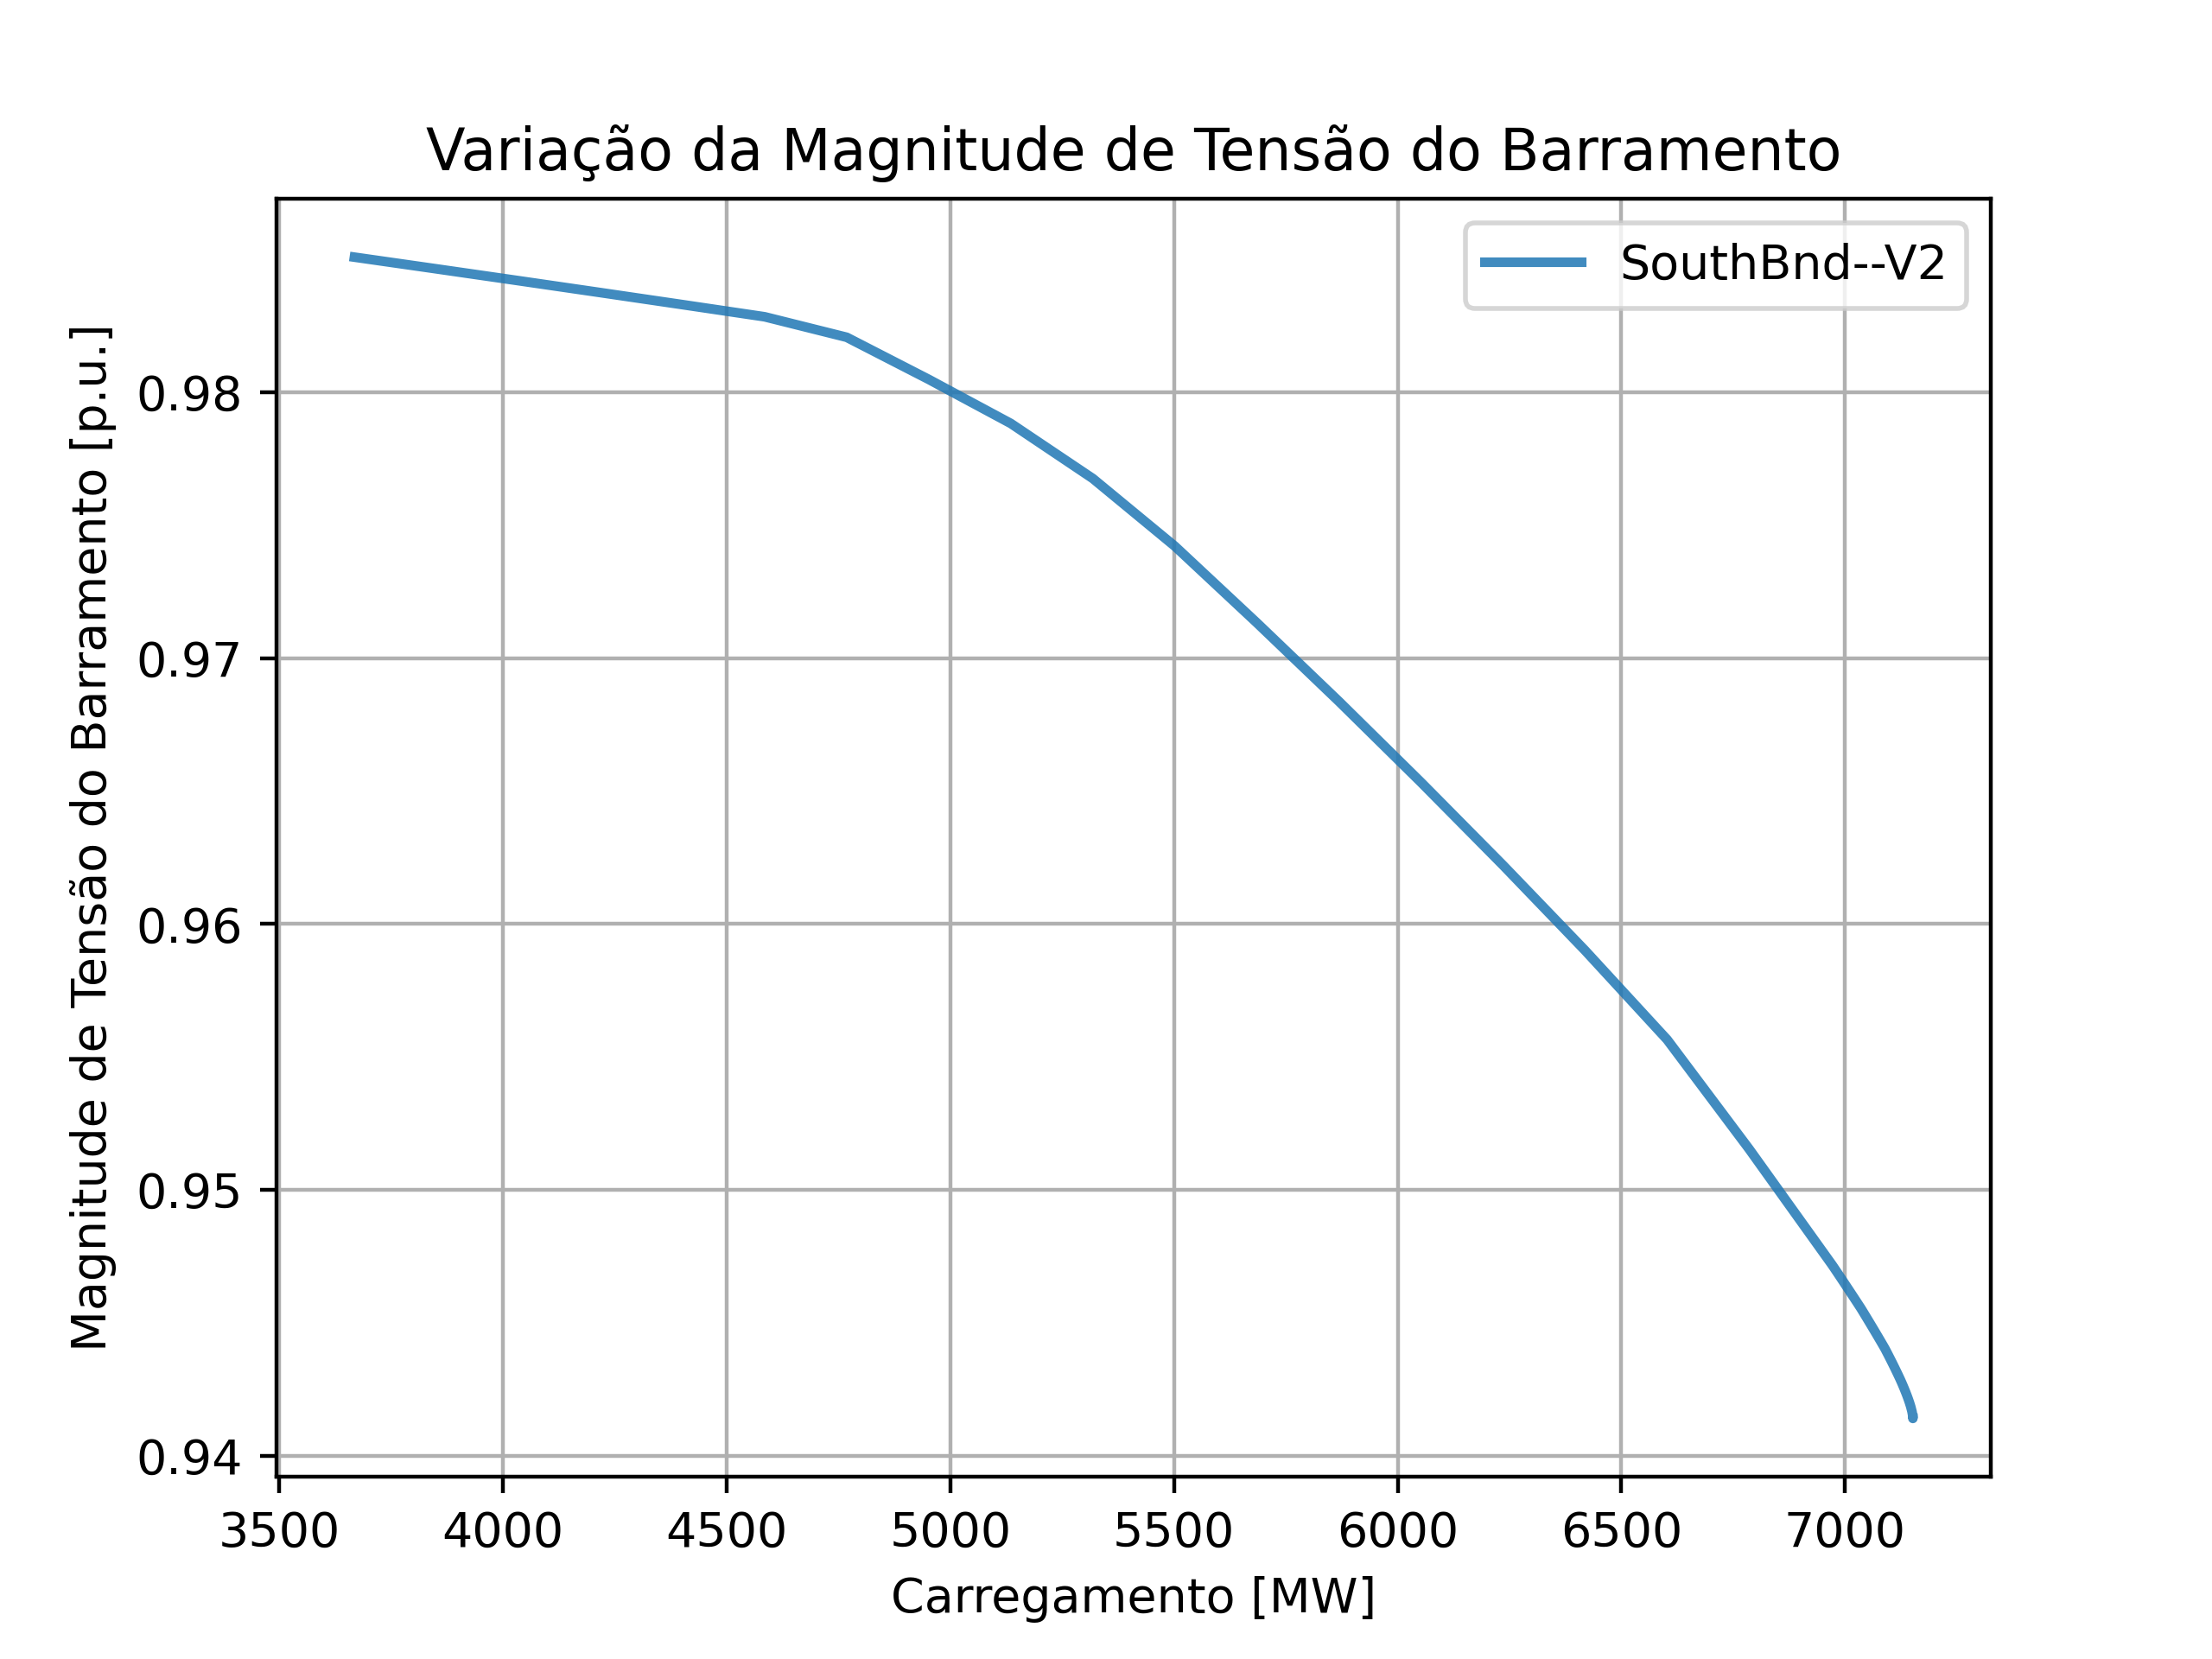 Variação da Magnitude de Tensão do Barramento
SouthBnd--V2
Magnitude de Tensão do Barramento [p.u.]
0.98
0.97
0.96
0.95
0.94
3500 4000 4500 5000 5500 6000 6500 7000
Carregamento [MW]